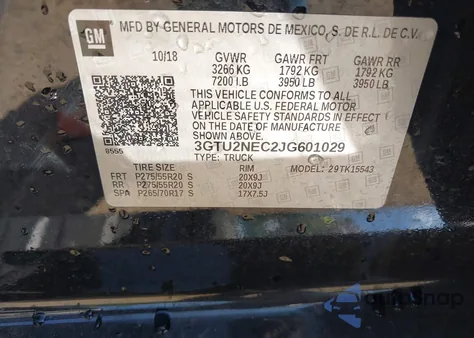 GM
MFD BY GENERAL MOTORS DE MEXICO, S. DE R.L. DE C.V.
10/18 GVWR GAWR FRT GAWR RR
3266 KG 1792 KG 1792 KG
7200 LB 3950 LB 3950 LB
THIS VEHICLE CONFORMS TO ALL
APPLICABLE U.S. FEDERAL MOTOR
VEHICLE SAFETY STANDARDS IN EFFECT
ON THE DATE OF MANUFACTURE SHOWN ABOVE.
8555 3GTU2NEC2JG601029
TYPE: TRUCK
TIRE SIZE RIM MODEL: 29TK15543
FRT P275/55R20 S 20X9J
RR P275/55R20 S 20X9J
SPA P265/70R17 S 17X7.5J
autosnap